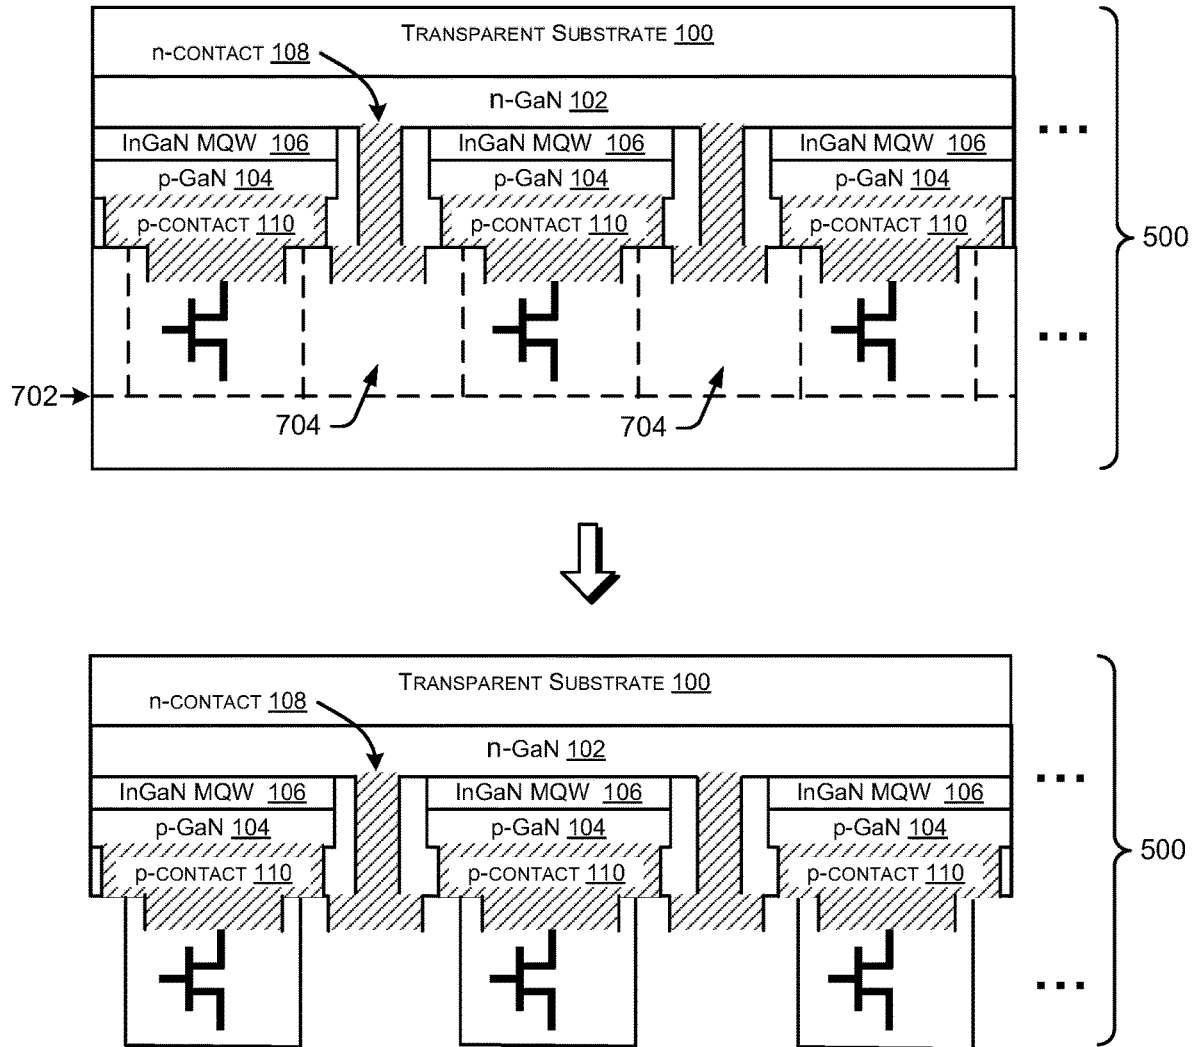 TRANSPARENT SUBSTRATE 100
n-CONTACT 108
n-GaN 102
InGaN MQW 106 InGaN MQW 106 InGaN MQW 106
p-GaN 104 p-GaN 104 p-GaN 104
p-CONTACT 110 p-CONTACT 110 p-CONTACT 110
500
702
704 704
TRANSPARENT SUBSTRATE 100
n-CONTACT 108
n-GaN 102
InGaN MQW 106 InGaN MQW 106 InGaN MQW 106
p-GaN 104 p-GaN 104 p-GaN 104
p-CONTACT 110 p-CONTACT 110 p-CONTACT 110
500